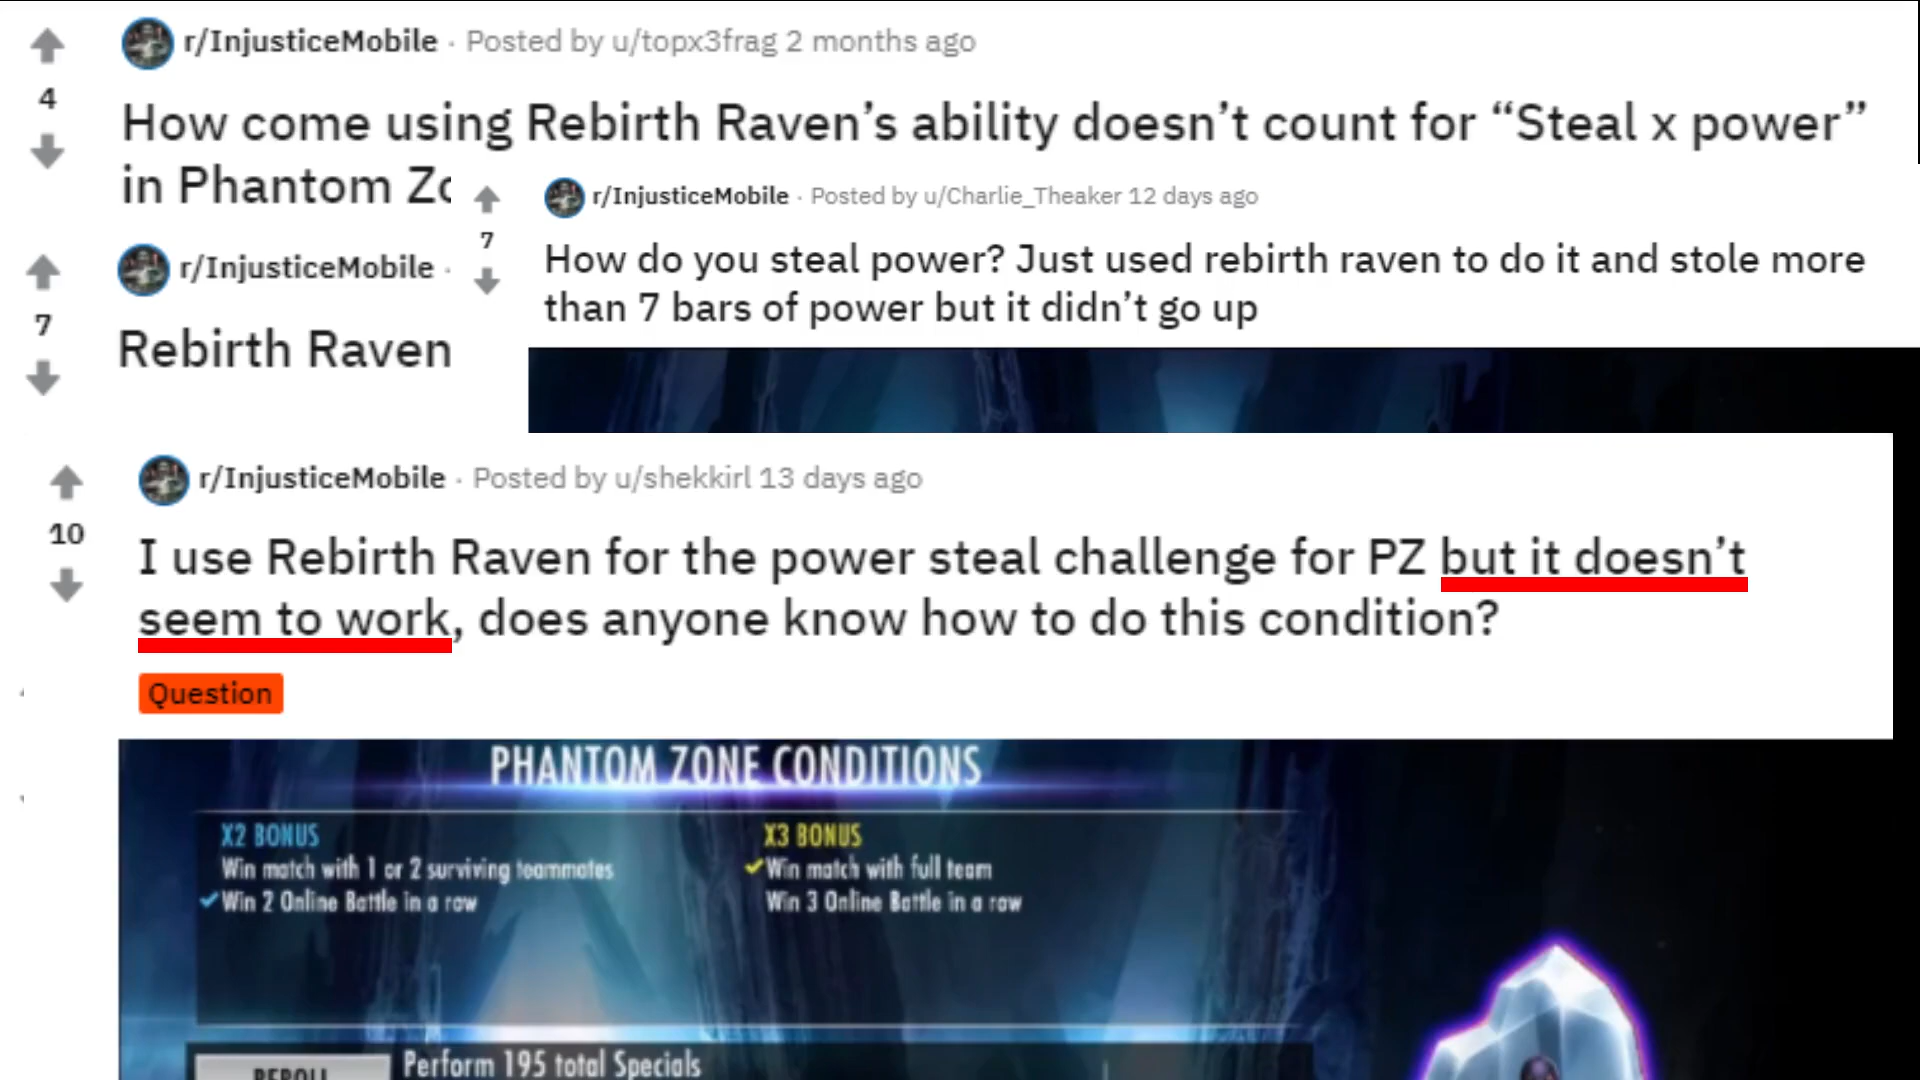 r/InjusticeMobile · Posted by u/topx3frag 2 months ago
4
How come using Rebirth Raven’s ability doesn’t count for “Steal x power”
in Phantom Zo
r/InjusticeMobile · Posted by u/Charlie_Theaker 12 days ago
7
How do you steal power? Just used rebirth raven to do it and stole more
than 7 bars of power but it didn’t go up
r/InjusticeMobile ·
7
Rebirth Raven
r/InjusticeMobile · Posted by u/shekkirl 13 days ago
10
I use Rebirth Raven for the power steal challenge for PZ but it doesn’t
seem to work, does anyone know how to do this condition?
Question
PHANTOM ZONE CONDITIONS
X2 BONUS
Win match with 1 or 2 surviving teammates
Win 2 Online Battle in a row
X3 BONUS
Win match with full team
Win 3 Online Battle in a row
REROLL
Perform 195 total Specials